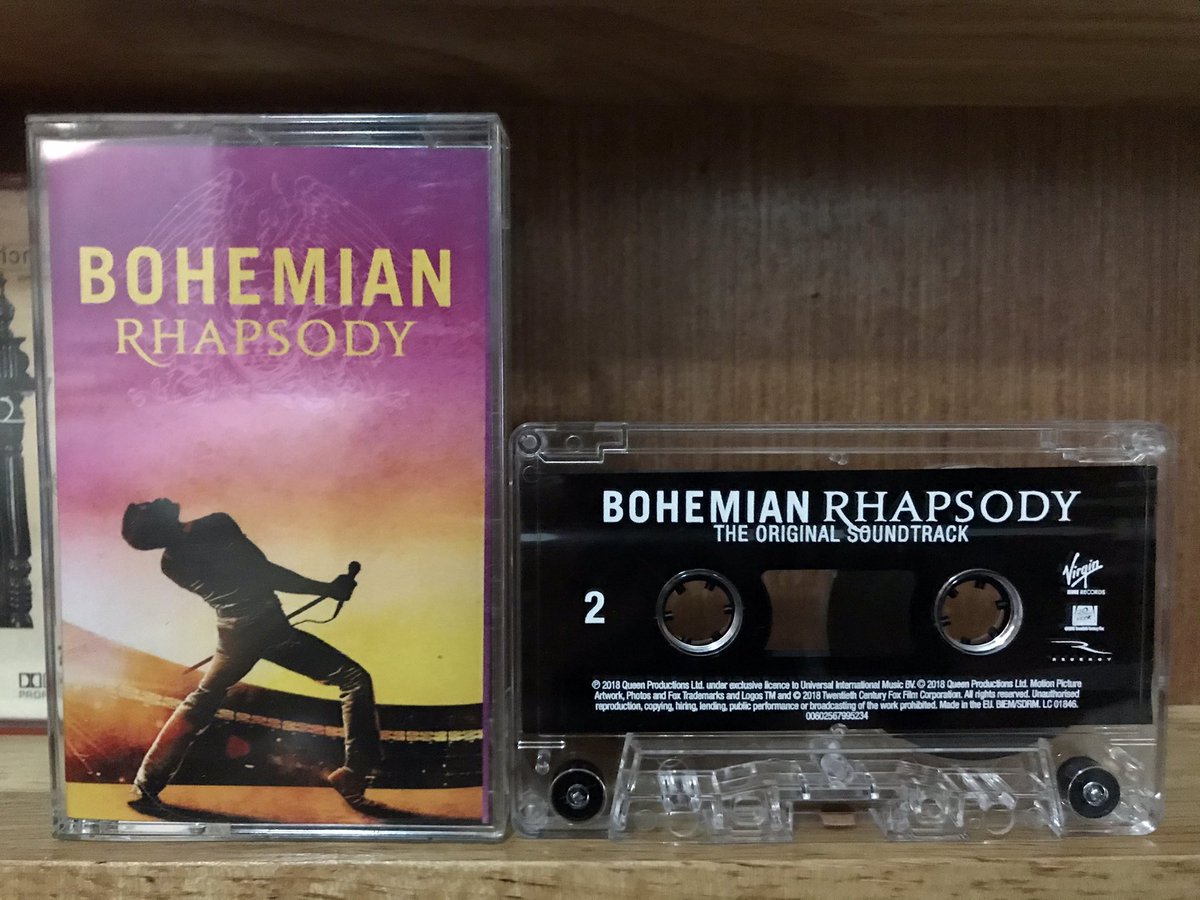 BOHEMIAN
RHAPSODY
BOHEMIAN RHAPSODY
THE ORIGINAL SOUNDTRACK
2
Virgin
EMI RECORDS
REGENCY
℗ 2018 Queen Productions Ltd. under exclusive licence to Universal International Music BV. © 2018 Queen Productions Ltd. Motion Picture
Artwork, Photos and Fox Trademarks and Logos TM and © 2018 Twentieth Century Fox Film Corporation. All rights reserved. Unauthorised
reproduction, copying, hiring, lending, public performance or broadcasting of the work prohibited. Made in the EU. BIEM/SDRM. LC 01846.
00602567995234